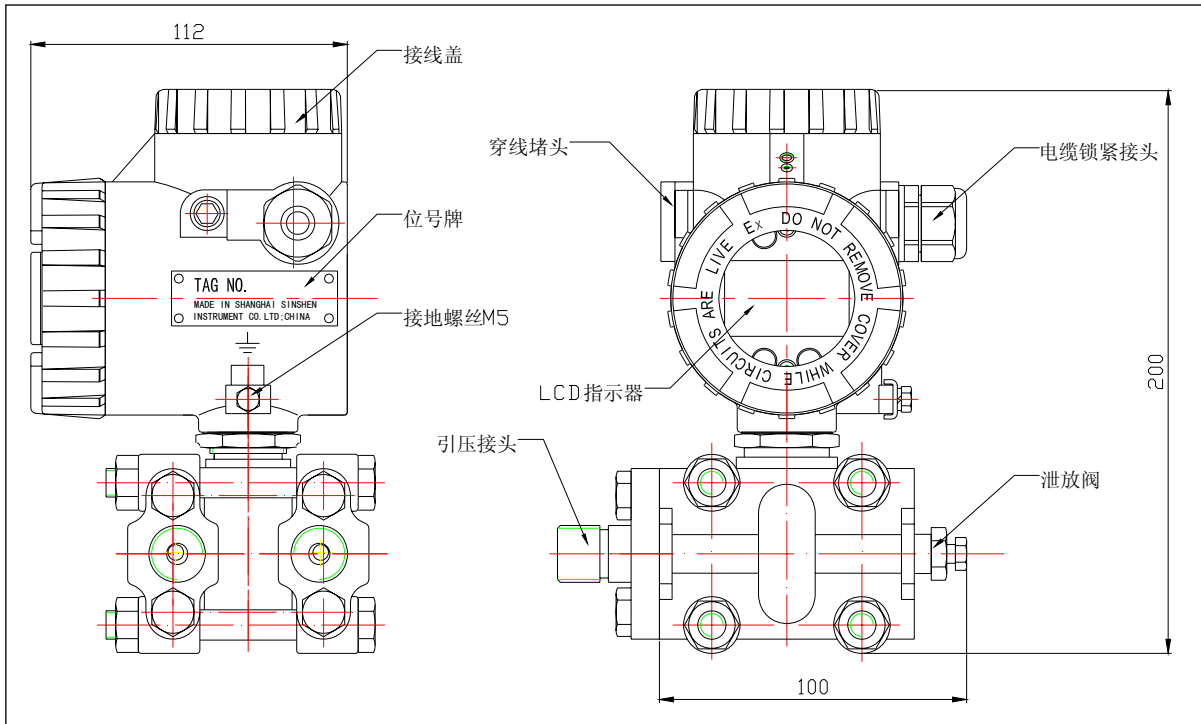 112
接线盖
穿线堵头
电缆锁紧接头
位号牌
TAG NO.
MADE IN SHANGHAI SINSHEN
INSTRUMENT CO.LTD;CHINA
接地螺丝M5
Ex DO NOT REMOVE COVER WHILE CIRCUITS ARE LIVE
LCD指示器
200
引压接头
泄放阀
100